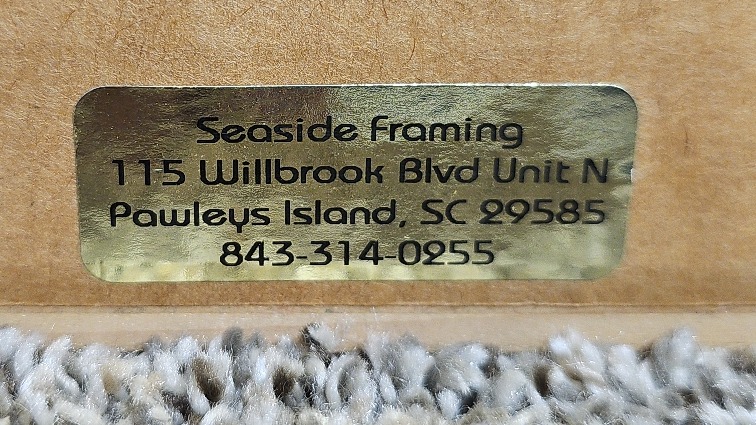 Seaside Framing
115 Willbrook Blvd Unit N
Pawleys Island, SC 29585
843-314-0255